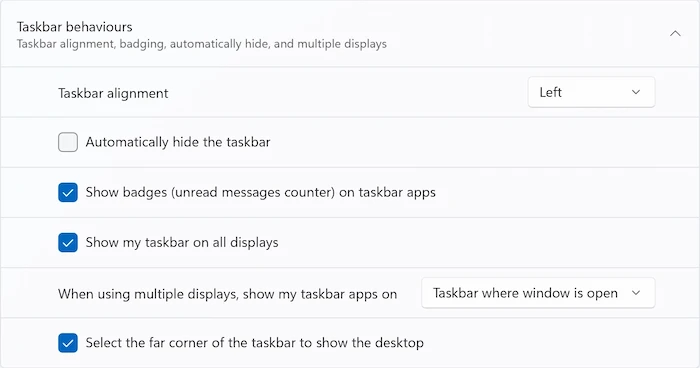 Taskbar behaviours
Taskbar alignment, badging, automatically hide, and multiple displays
Taskbar alignment Left
Automatically hide the taskbar
Show badges (unread messages counter) on taskbar apps
Show my taskbar on all displays
When using multiple displays, show my taskbar apps on Taskbar where window is open
Select the far corner of the taskbar to show the desktop